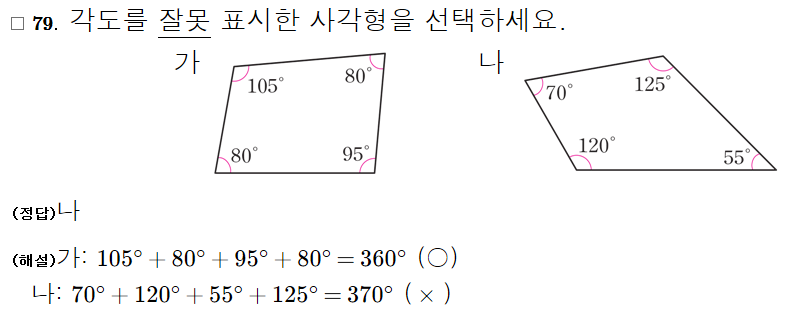 □ 79. 각도를 잘못 표시한 사각형을 선택하세요.
가 나
105° 80° 80° 95°
70° 125° 120° 55°
(정답)나
(해설)가: 105° + 80° + 95° + 80° = 360° (○)
나: 70° + 120° + 55° + 125° = 370° ( × )